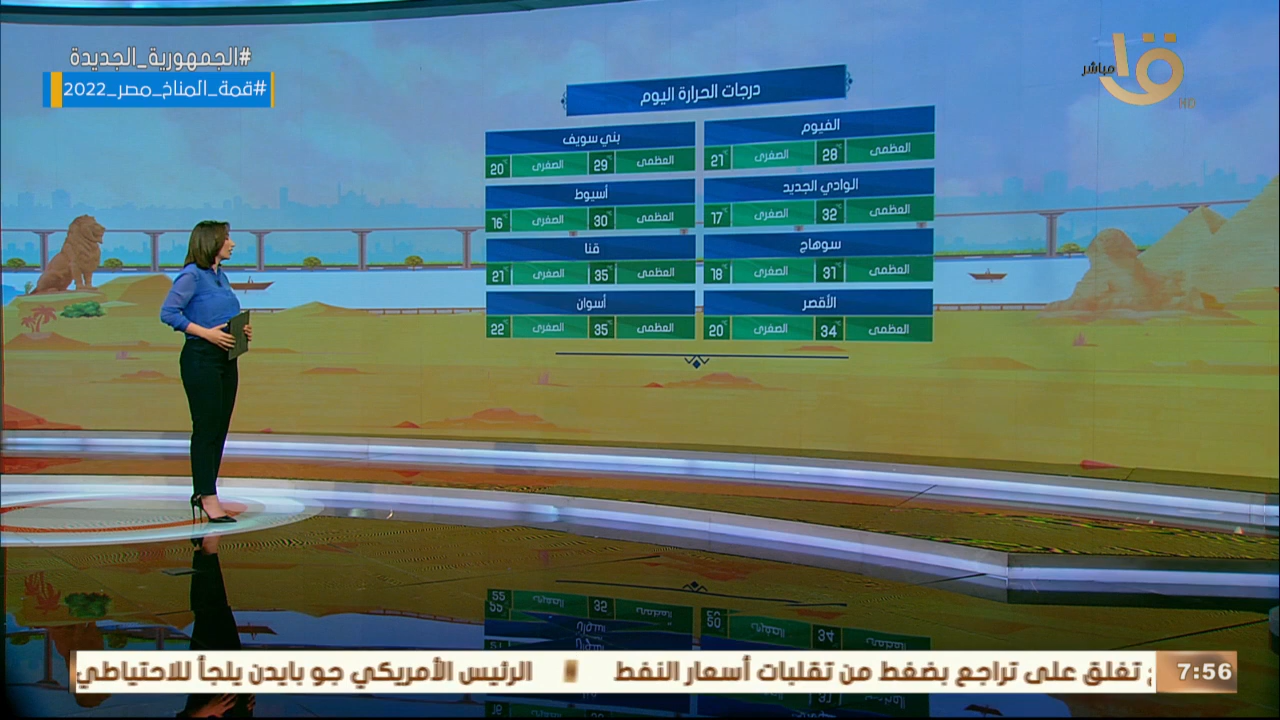 #الجمهورية_الجديدة
#قمة_المناخ_مصر_2022
مباشر
HD
درجات الحرارة اليوم
الفيوم
العظمى 28 الصغرى 21
بني سويف
العظمى 29 الصغرى 20
الوادي الجديد
العظمى 32 الصغرى 17
أسيوط
العظمى 30 الصغرى 16
سوهاج
العظمى 31 الصغرى 18
قنا
العظمى 35 الصغرى 21
الأقصر
العظمى 34 الصغرى 20
أسوان
العظمى 35 الصغرى 22
تغلق على تراجع بضغط من تقلبات أسعار النفط الرئيس الأمريكي جو بايدن يلجأ للاحتياطي
7:56